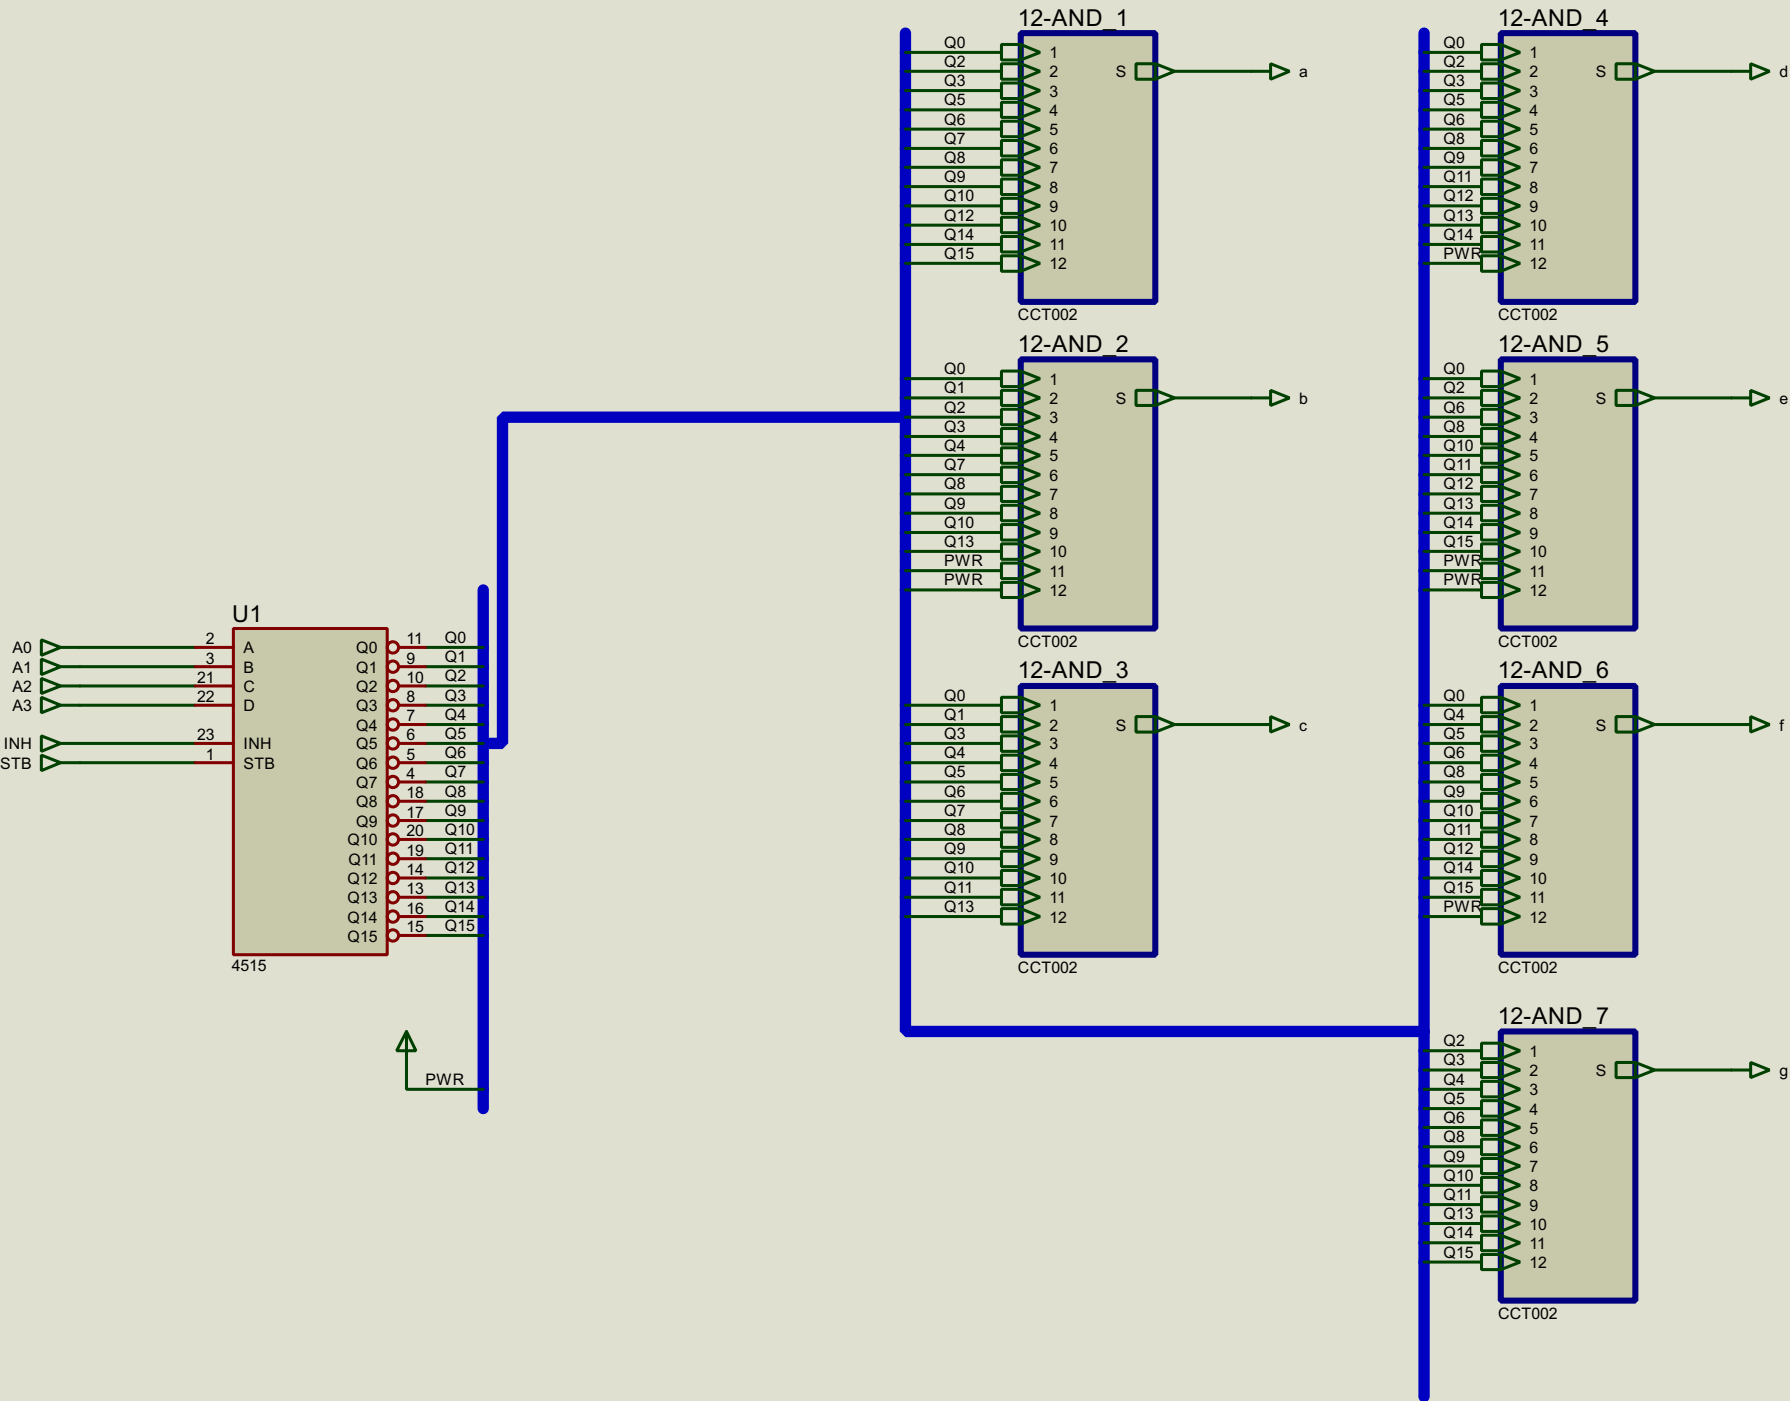 U1
A0 2 A Q0 11 Q0
A1 3 B Q1 9 Q1
A2 21 C Q2 10 Q2
A3 22 D Q3 8 Q3
Q4 7 Q4
INH 23 INH Q5 6 Q5
STB 1 STB Q6 5 Q6
Q7 4 Q7
Q8 18 Q8
Q9 17 Q9
Q10 20 Q10
Q11 19 Q11
Q12 14 Q12
Q13 13 Q13
Q14 16 Q14
Q15 15 Q15
4515
PWR
12-AND_1
Q0 1
Q2 2 S a
Q3 3
Q5 4
Q6 5
Q7 6
Q8 7
Q9 8
Q10 9
Q12 10
Q14 11
Q15 12
CCT002
12-AND_2
Q0 1
Q1 2 S b
Q2 3
Q3 4
Q4 5
Q7 6
Q8 7
Q9 8
Q10 9
Q13 10
PWR 11
PWR 12
CCT002
12-AND_3
Q0 1
Q1 2 S c
Q3 3
Q4 4
Q5 5
Q6 6
Q7 7
Q8 8
Q9 9
Q10 10
Q11 11
Q13 12
CCT002
12-AND_4
Q0 1
Q2 2 S d
Q3 3
Q5 4
Q6 5
Q8 6
Q9 7
Q11 8
Q12 9
Q13 10
Q14 11
PWR 12
CCT002
12-AND_5
Q0 1
Q2 2 S e
Q6 3
Q8 4
Q10 5
Q11 6
Q12 7
Q13 8
Q14 9
Q15 10
PWR 11
PWR 12
CCT002
12-AND_6
Q0 1
Q4 2 S f
Q5 3
Q6 4
Q8 5
Q9 6
Q10 7
Q11 8
Q12 9
Q14 10
Q15 11
PWR 12
CCT002
12-AND_7
Q2 1
Q3 2 S g
Q4 3
Q5 4
Q6 5
Q8 6
Q9 7
Q10 8
Q11 9
Q13 10
Q14 11
Q15 12
CCT002